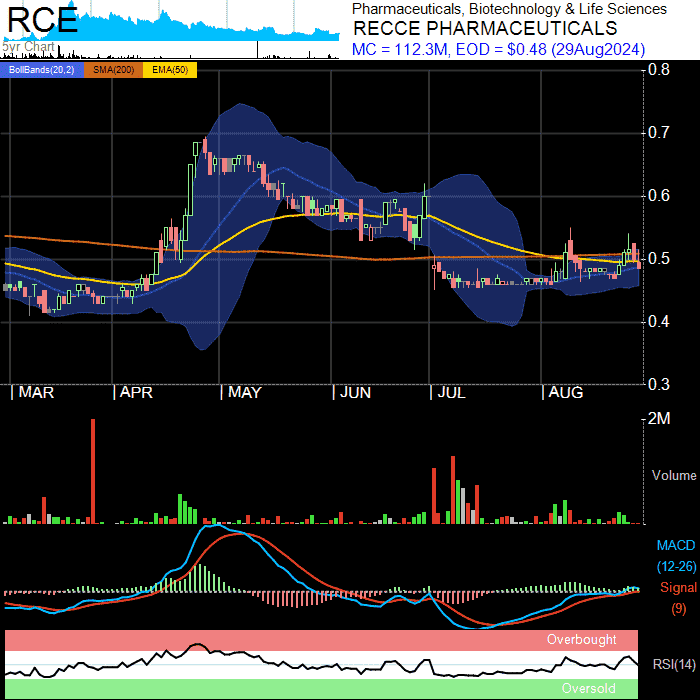 RCE
5yr Chart
Pharmaceuticals, Biotechnology & Life Sciences
RECCE PHARMACEUTICALS
MC = 112.3M, EOD = $0.48 (29Aug2024)
BollBands(20,2) SMA(200) EMA(50)
0.8
0.7
0.6
0.5
0.4
0.3
MAR APR MAY JUN JUL AUG
2M
Volume
MACD
(12-26)
Signal
(9)
Overbought
RSI(14)
Oversold